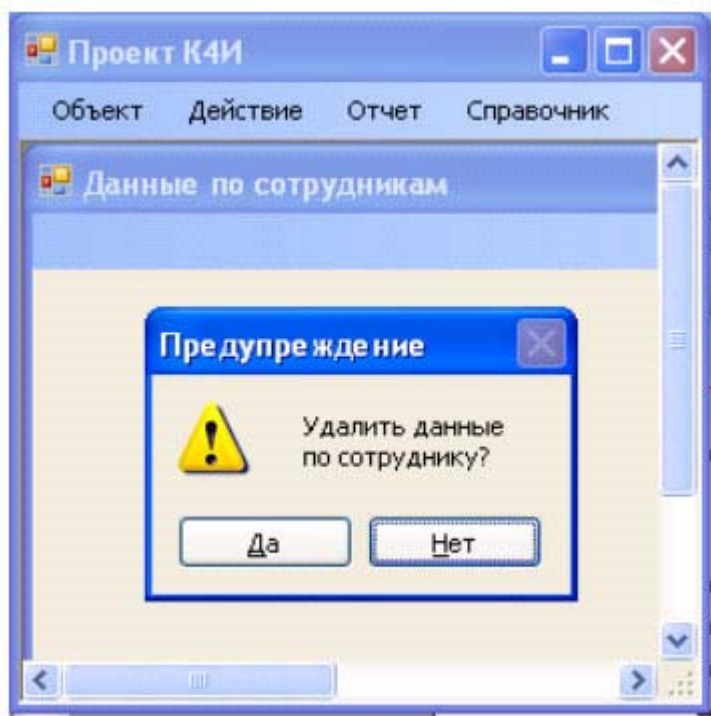 Проект К4И
Объект Действие Отчет Справочник
Данные по сотрудникам
Предупреждение
Удалить данные
по сотруднику?
Да Нет